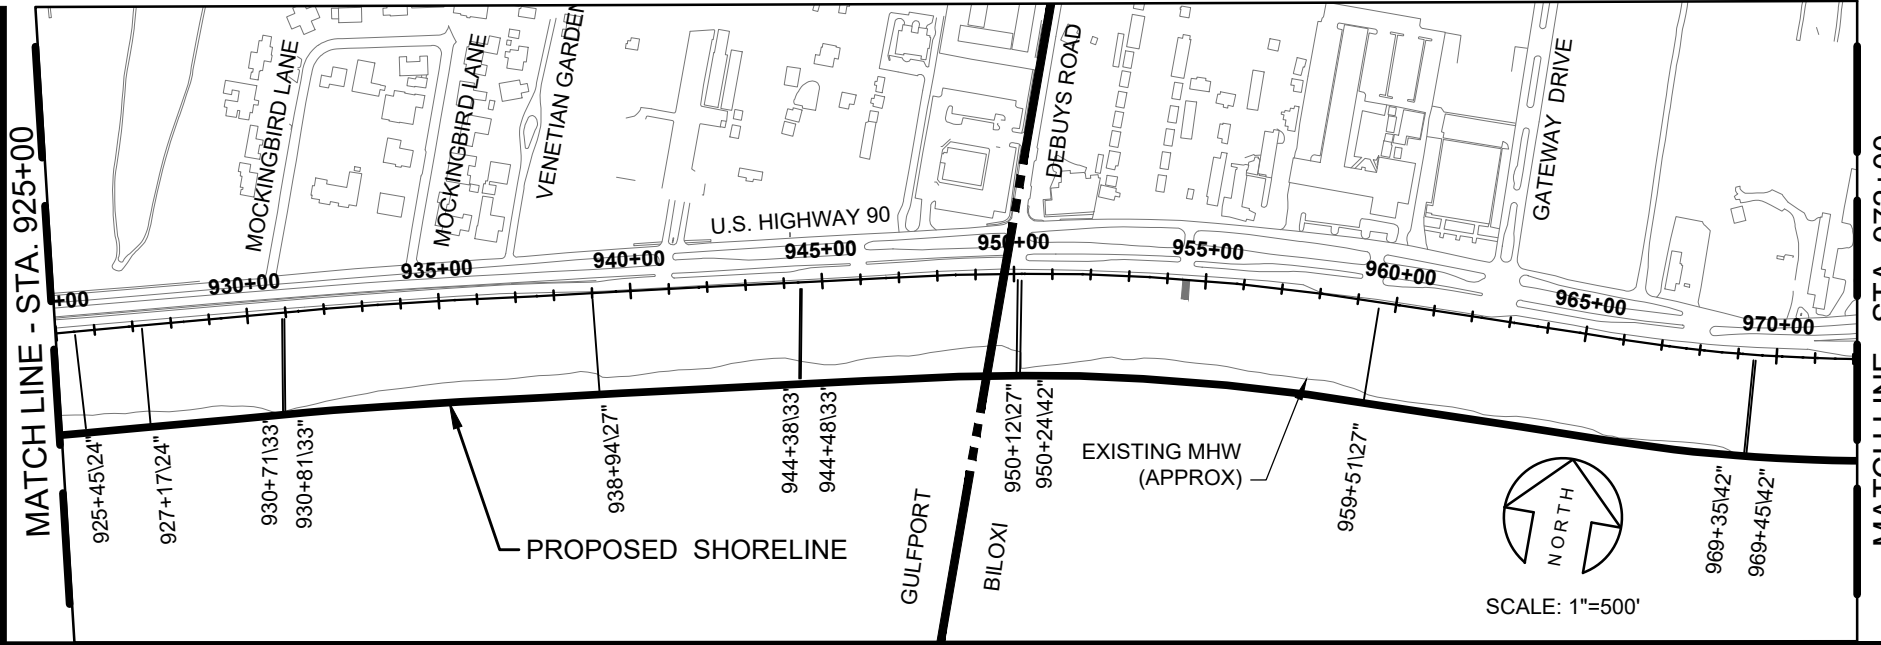 MATCH LINE - STA. 925+00
MOCKINGBIRD LANE
MOCKINGBIRD LANE
VENETIAN GARDEN
U.S. HIGHWAY 90
DEBUYS ROAD
GATEWAY DRIVE
+00
930+00
935+00
940+00
945+00
950+00
955+00
960+00
965+00
970+00
925+45\24"
927+17\24"
930+71\33"
930+81\33"
938+94\27"
944+38\33"
944+48\33"
950+12\27"
950+24\42"
959+51\27"
969+35\42"
969+45\42"
EXISTING MHW
(APPROX)
PROPOSED SHORELINE
GULFPORT
BILOXI
NORTH
SCALE: 1"=500'
MATCH LINE - STA.